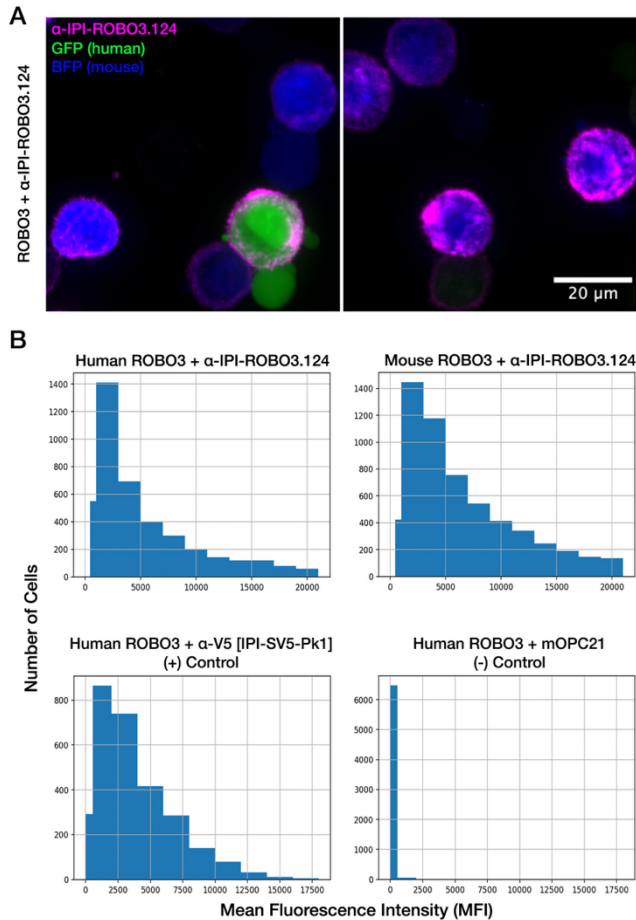 A
α-IPI-ROBO3.124
GFP (human)
BFP (mouse)
ROBO3 + α-IPI-ROBO3.124
20 µm
B
Human ROBO3 + α-IPI-ROBO3.124
1400
1200
1000
800
600
400
200
0
0 5000 10000 15000 20000
Mouse ROBO3 + α-IPI-ROBO3.124
1400
1200
1000
800
600
400
200
0
0 5000 10000 15000 20000
Number of Cells
Human ROBO3 + α-V5 [IPI-SV5-Pk1]
(+) Control
800
600
400
200
0
0 2500 5000 7500 10000 12500 15000 17500
Human ROBO3 + mOPC21
(-) Control
6000
5000
4000
3000
2000
1000
0
0 2500 5000 7500 10000 12500 15000 17500
Mean Fluorescence Intensity (MFI)